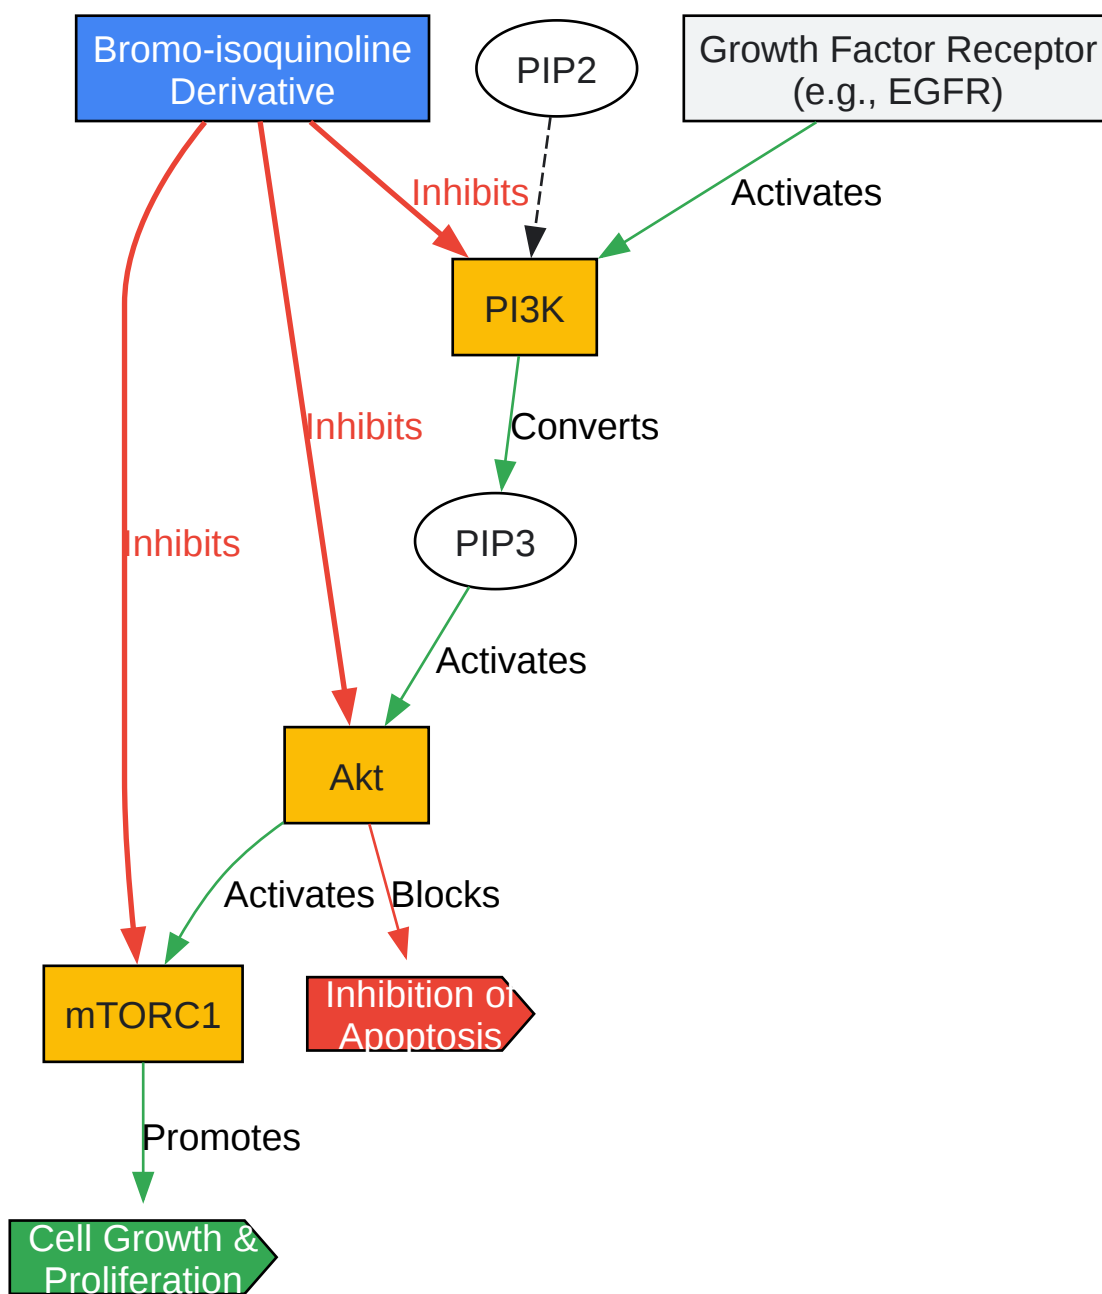 Bromo-isoquinoline
Derivative
PIP2
Growth Factor Receptor
(e.g., EGFR)
Inhibits
Activates
PI3K
Inhibits
Converts
Inhibits
PIP3
Activates
Akt
Activates
Blocks
mTORC1
Inhibition of
Apoptosis
Promotes
Cell Growth &
Proliferation